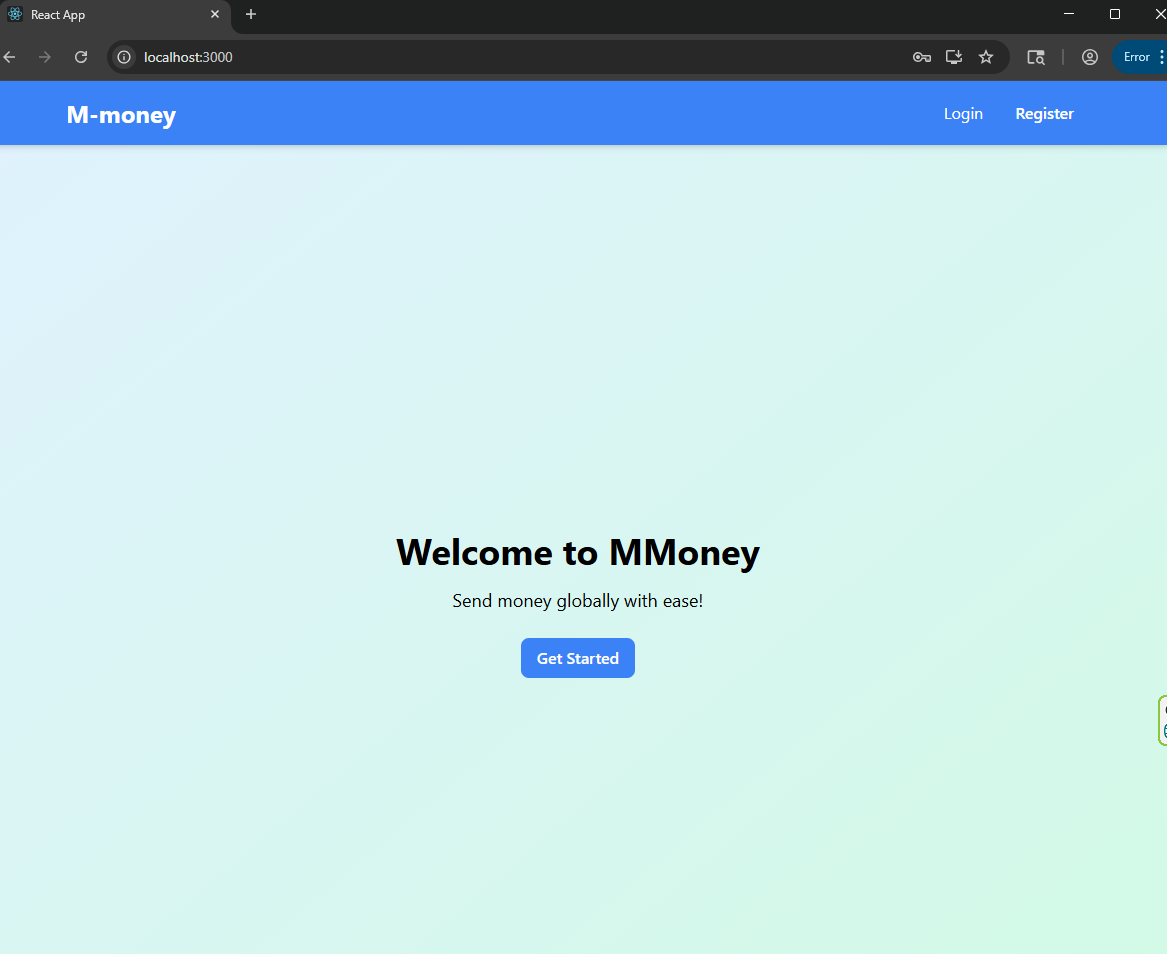 React App
localhost:3000
Error
M-money
Login
Register
Welcome to MMoney
Send money globally with ease!
Get Started